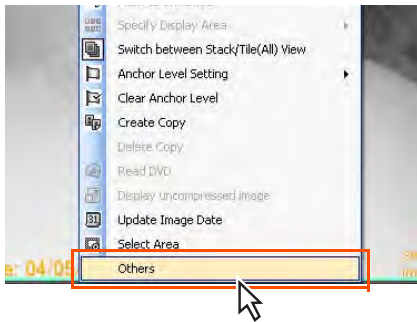 Specify Display Area
Switch between Stack/Tile(All) View
Anchor Level Setting
Clear Anchor Level
Create Copy
Delete Copy
Read DVD
Display uncompressed image
31 Update Image Date
Select Area
Others
e: 04/05